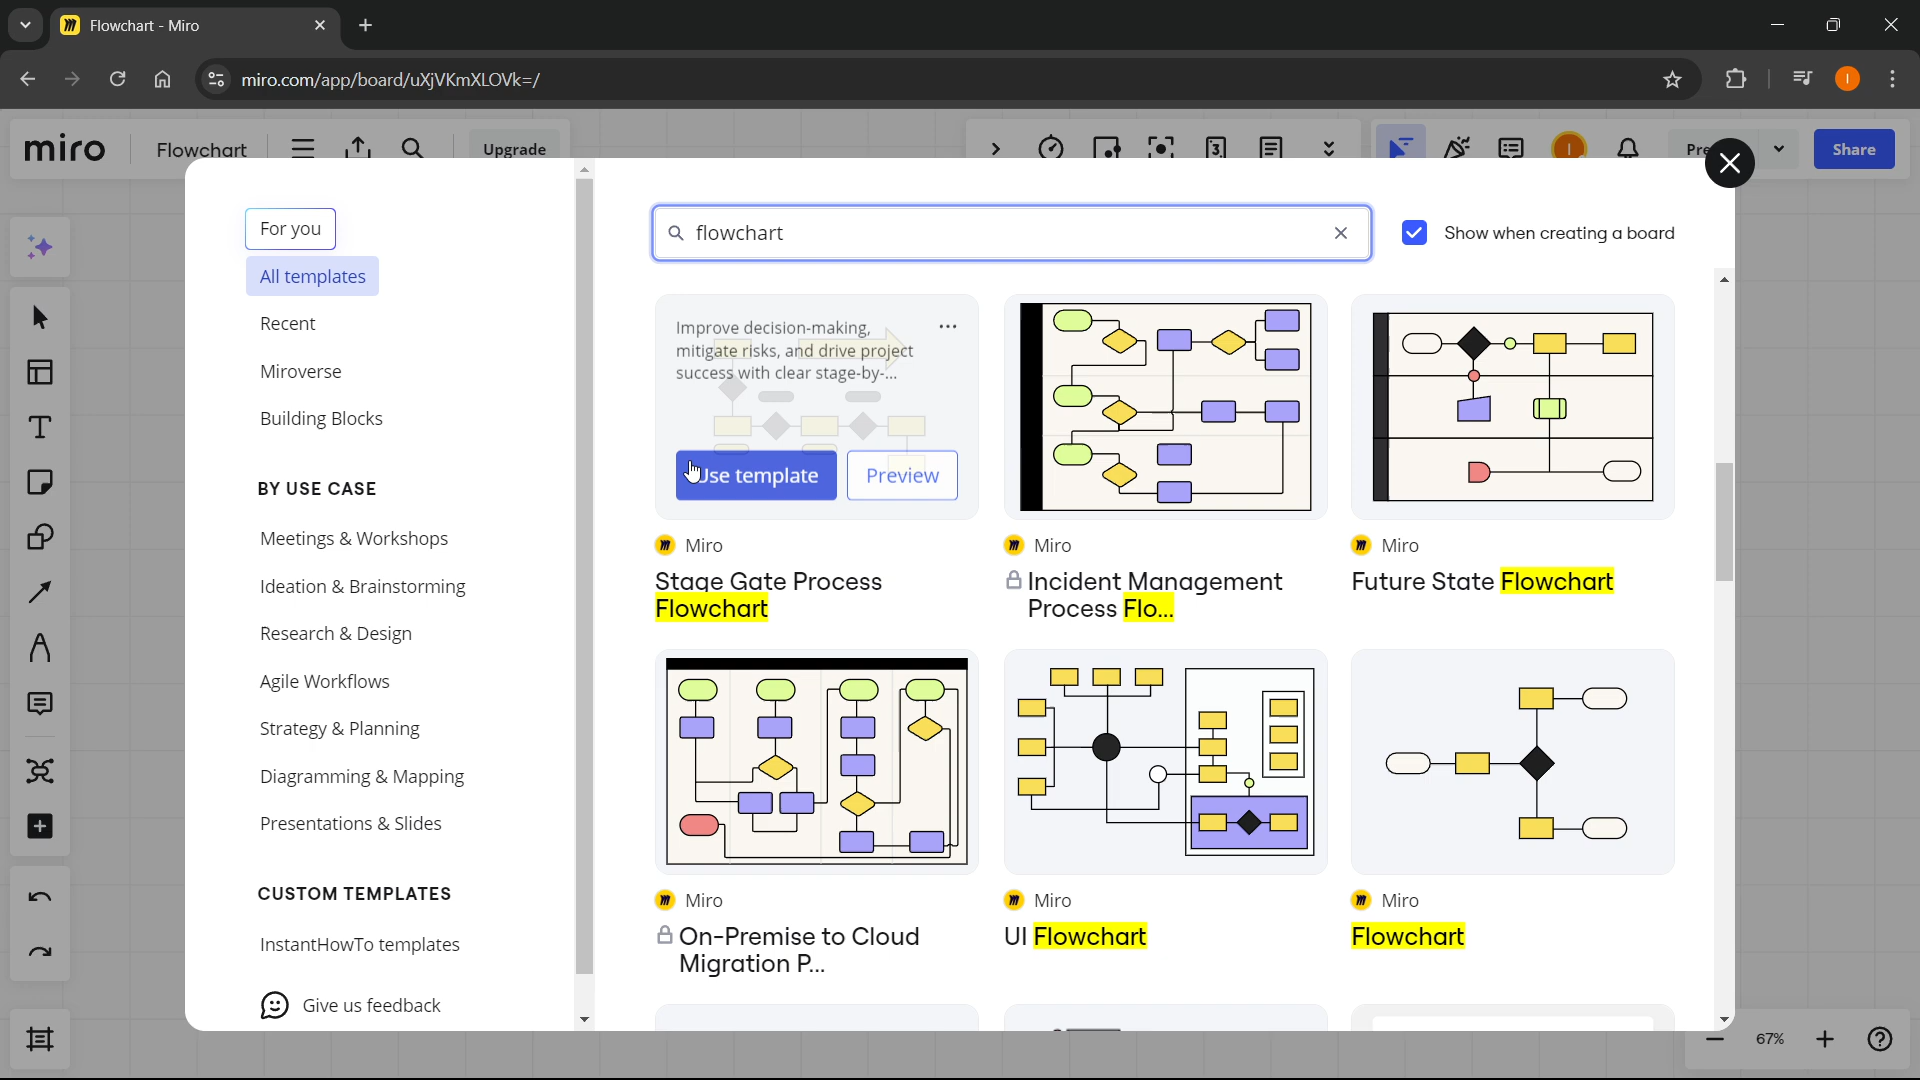 Flowchart - Miro
miro.com/app/board/uXjVKmXLOVk=/
I
miro
Flowchart
Upgrade
3
I
Share
For you
All templates
Recent
Miroverse
Building Blocks
BY USE CASE
Meetings & Workshops
Ideation & Brainstorming
Research & Design
Agile Workflows
Strategy & Planning
Diagramming & Mapping
Presentations & Slides
CUSTOM TEMPLATES
InstantHowTo templates
Give us feedback
flowchart
Show when creating a board
Improve decision-making,
mitigate risks, and drive project
success with clear stage-by-...
Use template
Preview
Miro
Stage Gate Process
Flowchart
Miro
Incident Management
Process Flo...
Miro
Future State Flowchart
Miro
On-Premise to Cloud
Migration P...
Miro
UI Flowchart
Miro
Flowchart
67%